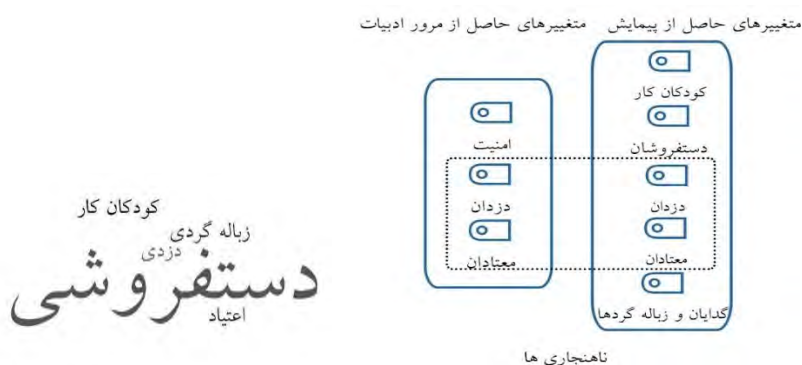 متغییرهای حاصل از پیمایش
متغییرهای حاصل از مرور ادبیات
کودکان کار
دستفروشان
دزدان
معتادان
گدایان و زباله گردها
امنیت
دزدان
معتادان
ناهنجاری ها
کودکان کار
زباله گردی
دزدی
دستفروشی
اعتیاد